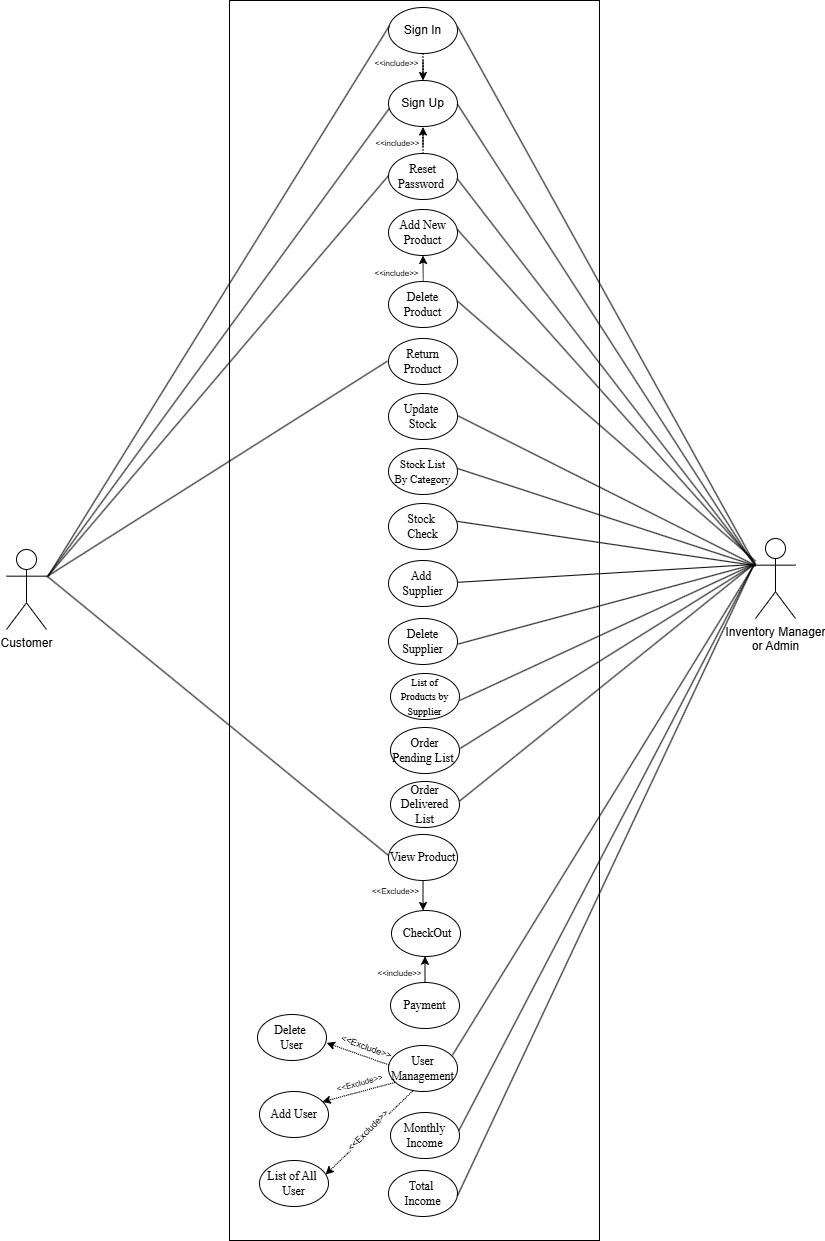 Sign In
<<include>>
Sign Up
<<include>>
Reset
Password
Add New
Product
<<include>>
Delete
Product
Return
Product
Update
Stock
Stock List
By Category
Stock
Check
Add
Supplier
Customer
Inventory Manager
or Admin
Delete
Supplier
List of
Products by
Supplier
Order
Pending List
Order
Delivered
List
View Product
<<Exclude>>
CheckOut
<<include>>
Payment
Delete
User
<<Exclude>>
User
Management
<<Exclude>>
Add User
<<Exclude>>
Monthly
Income
List of All
User
Total
Income